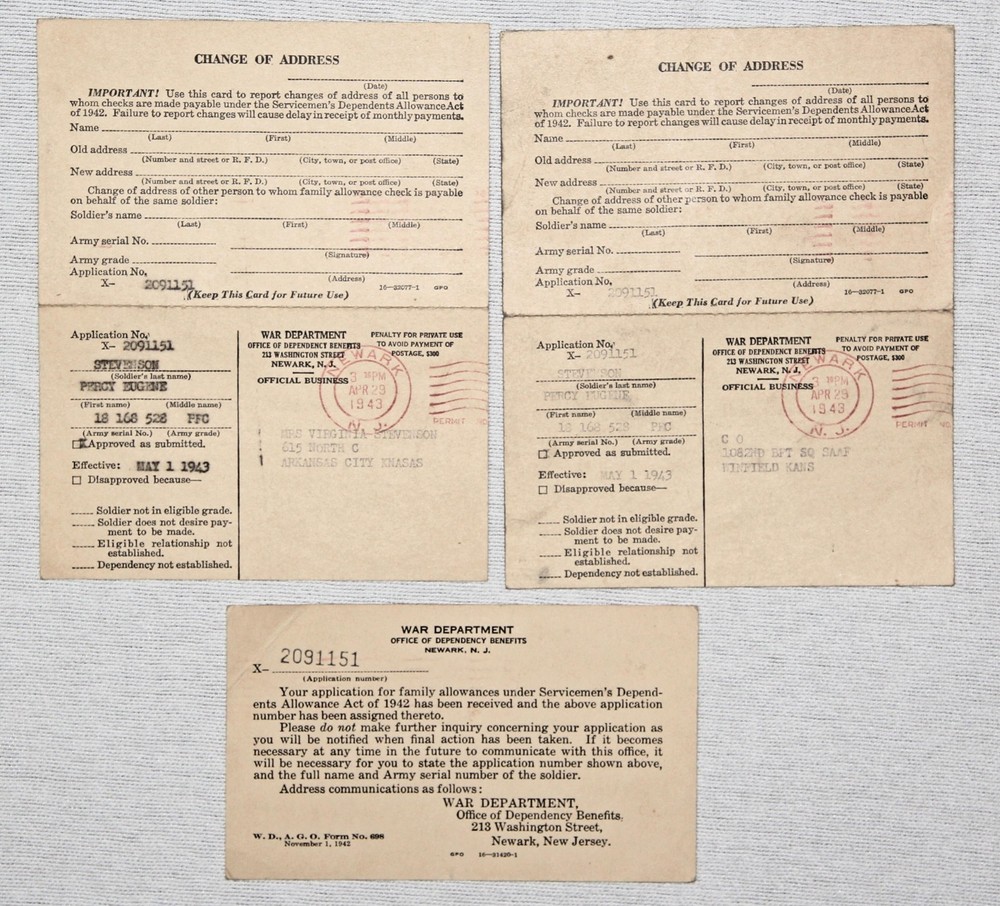 CHANGE OF ADDRESS
(Date)
IMPORTANT! Use this card to report changes of address of all persons to
whom checks are made payable under the Servicemen's Dependents Allowance Act
of 1942. Failure to report changes will cause delay in receipt of monthly payments.
Name
(Last) (First) (Middle)
Old address
(Number and street or R. F. D.) (City, town, or post office) (State)
New address
(Number and street or R. F. D.) (City, town, or post office) (State)
Change of address of other person to whom family allowance check is payable
on behalf of the same soldier:
Soldier's name
(Last) (First) (Middle)
Army serial No.
(Signature)
Army grade
Application No.
(Address)
X- 2091151
16-32077-1 GPO
(Keep This Card for Future Use)
Application No.
X- 2091151
STEVENSON
(Soldier's last name)
PERCY EUGENE
(First name) (Middle name)
18 168 528 PFC
(Army serial No.) (Army grade)
Approved as submitted.
Effective: MAY 1 1943
Disapproved because—
Soldier not in eligible grade.
Soldier does not desire pay-
ment to be made.
Eligible relationship not
established.
Dependency not established.
WAR DEPARTMENT
OFFICE OF DEPENDENCY BENEFITS
213 WASHINGTON STREET
NEWARK, N. J.
OFFICIAL BUSINESS
PENALTY FOR PRIVATE USE
TO AVOID PAYMENT OF
POSTAGE, $300
NEWARK
3 PM
APR 29
1943
N. J.
PERMIT
MRS VIRGINIA STEVENSON
615 NORTH C
ARKANSAS CITY KNASAS
CHANGE OF ADDRESS
(Date)
IMPORTANT! Use this card to report changes of address of all persons to
whom checks are made payable under the Servicemen's Dependents Allowance Act
of 1942. Failure to report changes will cause delay in receipt of monthly payments.
Name
(Last) (First) (Middle)
Old address
(Number and street or R. F. D.) (City, town, or post office) (State)
New address
(Number and street or R. F. D.) (City, town, or post office) (State)
Change of address of other person to whom family allowance check is payable
on behalf of the same soldier:
Soldier's name
(Last) (First) (Middle)
Army serial No.
(Signature)
Army grade
Application No.
(Address)
X- 2091151
16-32077-1 GPO
(Keep This Card for Future Use)
Application No.
X- 2091151
STEVENSON
(Soldier's last name)
PERCY EUGENE
(First name) (Middle name)
18 168 528 PFC
(Army serial No.) (Army grade)
Approved as submitted.
Effective: MAY 1 1943
Disapproved because—
Soldier not in eligible grade.
Soldier does not desire pay-
ment to be made.
Eligible relationship not
established.
Dependency not established.
WAR DEPARTMENT
OFFICE OF DEPENDENCY BENEFITS
213 WASHINGTON STREET
NEWARK, N. J.
OFFICIAL BUSINESS
PENALTY FOR PRIVATE USE
TO AVOID PAYMENT OF
POSTAGE, $300
NEWARK
3 PM
APR 29
1943
N. J.
PERMIT NO
C O
1082ND BFT SQ SAAF
WINFIELD KANS
WAR DEPARTMENT
OFFICE OF DEPENDENCY BENEFITS
NEWARK, N. J.
X- 2091151
(Application number)
Your application for family allowances under Servicemen's Depend-
ents Allowance Act of 1942 has been received and the above application
number has been assigned thereto.
Please do not make further inquiry concerning your application as
you will be notified when final action has been taken. If it becomes
necessary at any time in the future to communicate with this office, it
will be necessary for you to state the application number shown above,
and the full name and Army serial number of the soldier.
Address communications as follows:
WAR DEPARTMENT,
Office of Dependency Benefits,
213 Washington Street,
Newark, New Jersey.
W. D., A. G. O. Form No. 698
November 1, 1942
GPO 16-31420-1